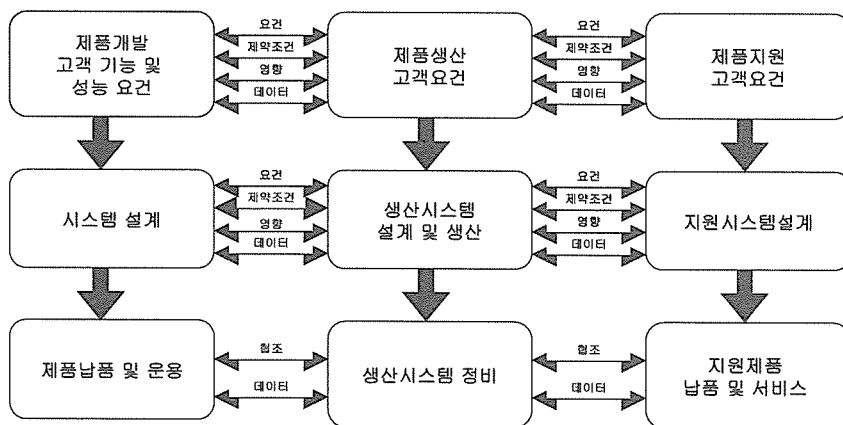 제품개발
고객 기능 및
성능 요건
요건
제약조건
영향
데이터
제품생산
고객요건
요건
제약조건
영향
데이터
제품지원
고객요건
시스템 설계
요건
제약조건
영향
데이터
생산시스템
설계 및 생산
요건
제약조건
영향
데이터
지원시스템설계
제품납품 및 운용
협조
데이터
생산시스템 정비
협조
데이터
지원제품
납품 및 서비스